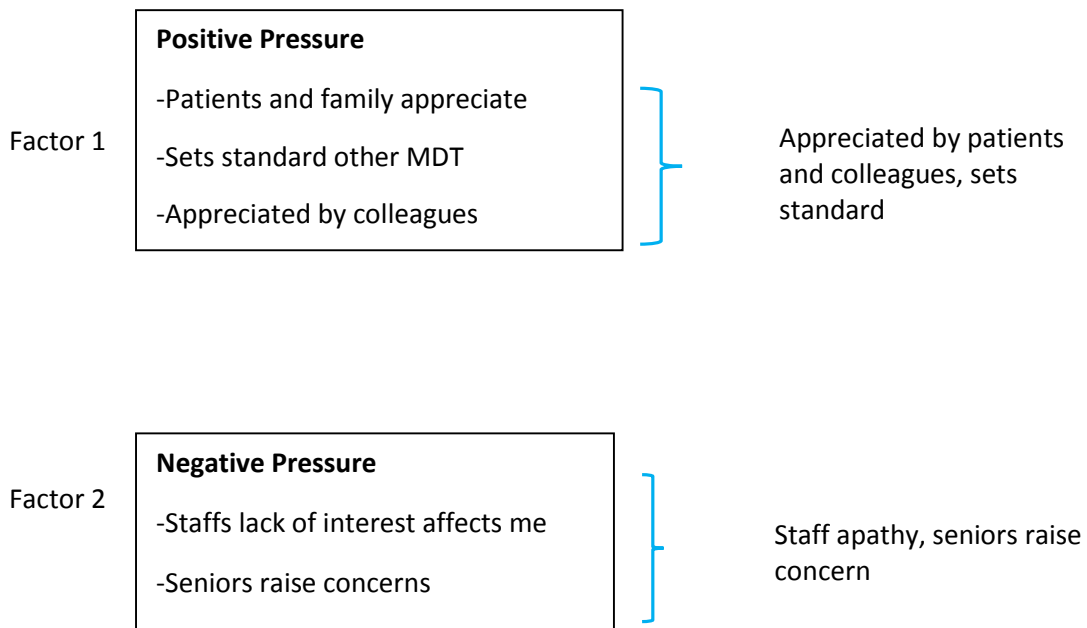 Positive Pressure
-Patients and family appreciate
Factor 1
-Sets standard other MDT
-Appreciated by colleagues
Appreciated by patients
and colleagues, sets
standard
Negative Pressure
Factor 2
-Staffs lack of interest affects me
-Seniors raise concerns
Staff apathy, seniors raise
concern